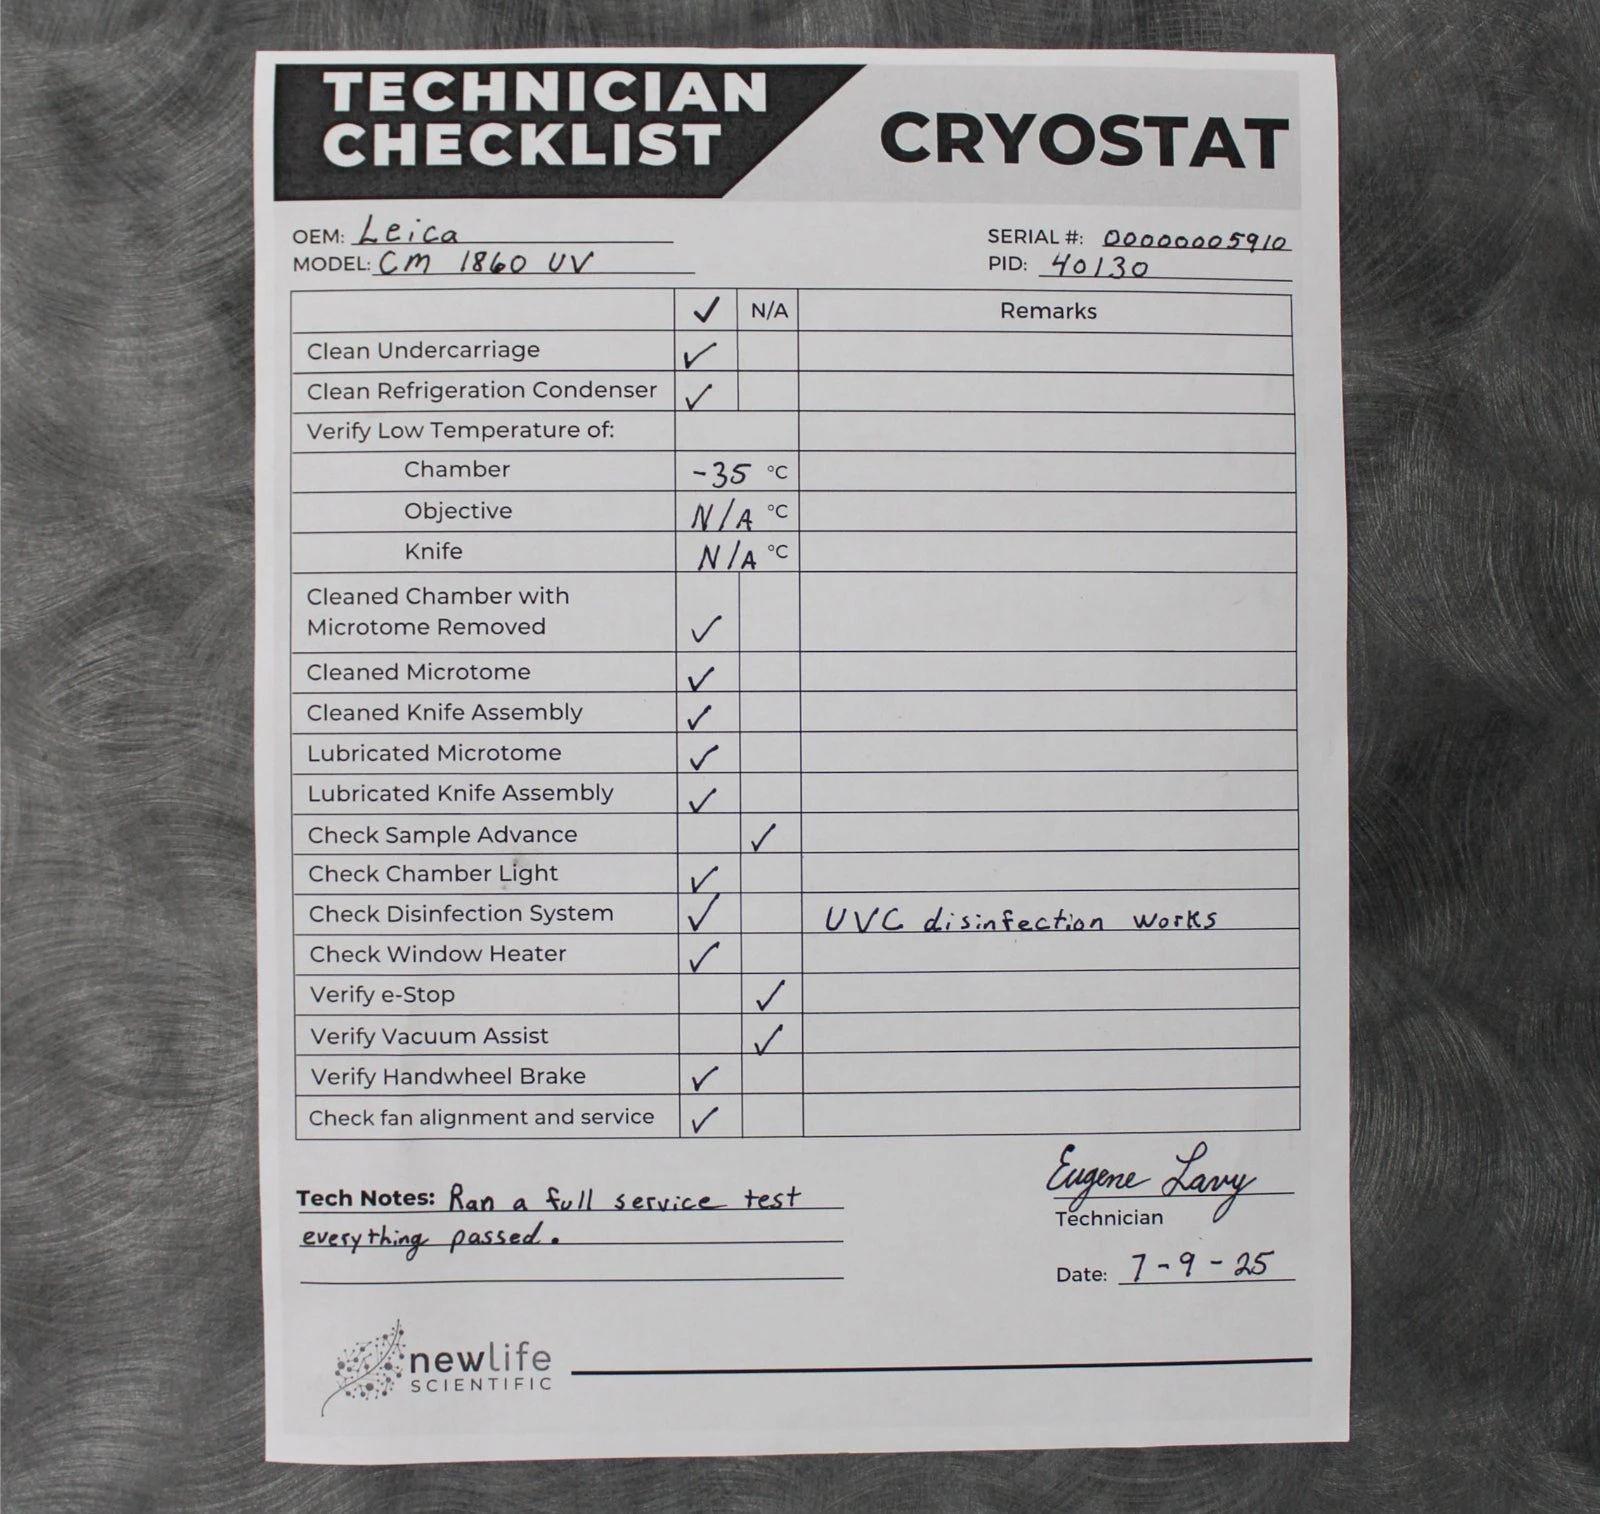 TECHNICIAN
CHECKLIST
CRYOSTAT
OEM: Leica
SERIAL #: 00000005910
MODEL: CM 1860 UV
PID: 40130
✓ N/A Remarks
Clean Undercarriage ✓
Clean Refrigeration Condenser ✓
Verify Low Temperature of:
Chamber -35 °C
Objective N/A °C
Knife N/A °C
Cleaned Chamber with
Microtome Removed ✓
Cleaned Microtome ✓
Cleaned Knife Assembly ✓
Lubricated Microtome ✓
Lubricated Knife Assembly ✓
Check Sample Advance ✓
Check Chamber Light ✓
Check Disinfection System ✓ UVC disinfection works
Check Window Heater ✓
Verify e-Stop ✓
Verify Vacuum Assist ✓
Verify Handwheel Brake ✓
Check fan alignment and service ✓
Tech Notes: Ran a full service test
everything passed.
Eugene Lavy
Technician
Date: 7-9-25
newlife
SCIENTIFIC